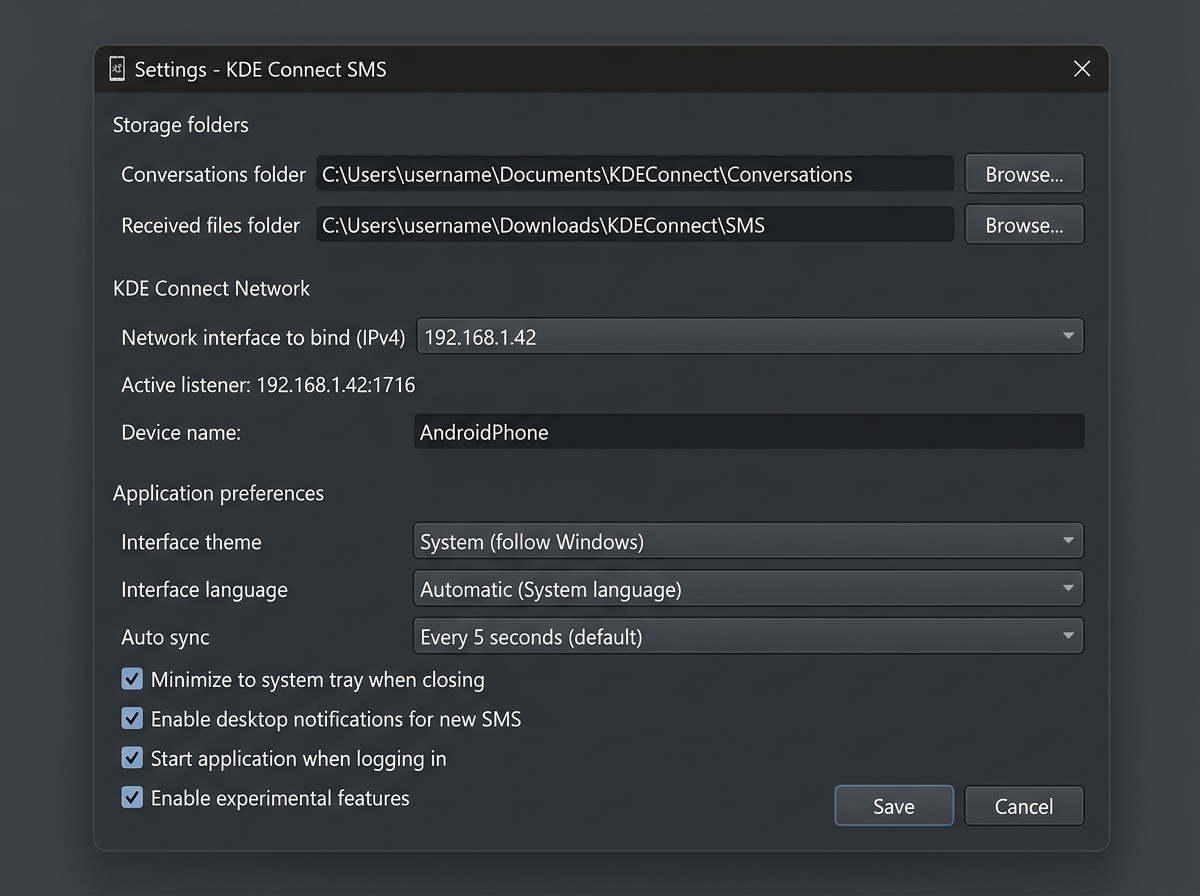 Settings - KDE Connect SMS
Storage folders
Conversations folder C:\Users\username\Documents\KDEConnect\Conversations Browse...
Received files folder C:\Users\username\Downloads\KDEConnect\SMS Browse...
KDE Connect Network
Network interface to bind (IPv4) 192.168.1.42
Active listener: 192.168.1.42:1716
Device name: AndroidPhone
Application preferences
Interface theme System (follow Windows)
Interface language Automatic (System language)
Auto sync Every 5 seconds (default)
Minimize to system tray when closing
Enable desktop notifications for new SMS
Start application when logging in
Enable experimental features
Save Cancel